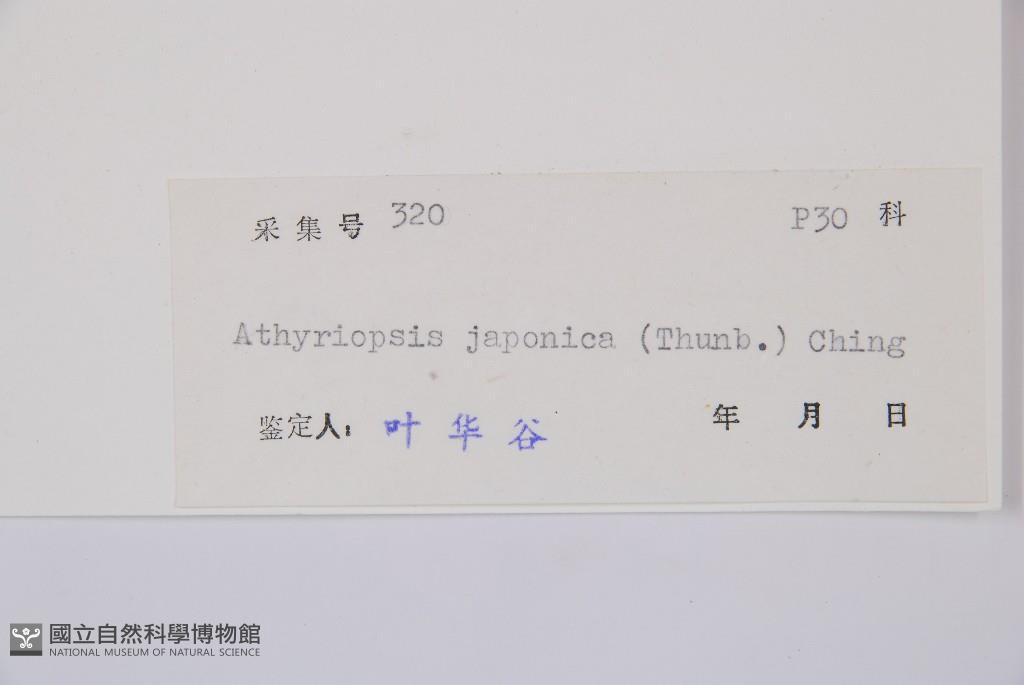 采集号 320 P30 科
Athyriopsis japonica (Thunb.) Ching
鉴定人: 叶华谷 年 月 日
國立自然科學博物館
NATIONAL MUSEUM OF NATURAL SCIENCE